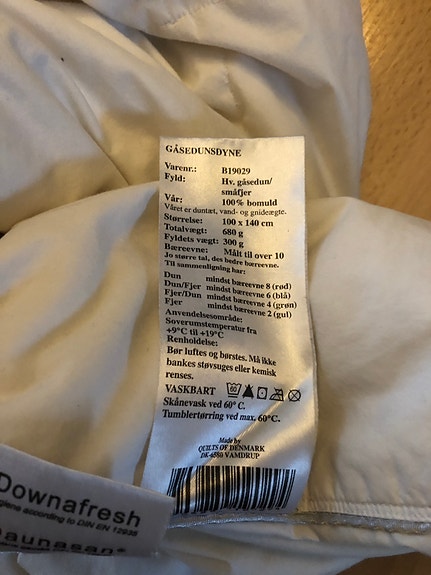 GÅSEDUNSDYNE
Varenr.: B19029
Fyld: Hv. gåsedun/
småfjer
Vår: 100% bomuld
Våret er duntæt, vand- og gnideægte.
Størrelse: 100 x 140 cm
Totalvægt: 680 g
Fyldets vægt: 300 g
Bæreevne: Målt til over 10
Jo større tal, des bedre bæreevne.
Til sammenligning har:
Dun mindst bæreevne 8 (rød)
Dun/Fjer mindst bæreevne 6 (blå)
Fjer/Dun mindst bæreevne 4 (grøn)
Fjer mindst bæreevne 2 (gul)
Anvendelsesområde:
Soverumstemperatur fra
+9°C til +19°C
Renholdelse:
Bør luftes og børstes. Må ikke
bankes støvsuges eller kemisk
renses.
VASKBART 60
Skånevask ved 60° C.
Tumblertørring ved max. 60°C.
Made by
QUILTS OF DENMARK
DK-6580 VAMDRUP
Downafresh
according to DIN EN 12935